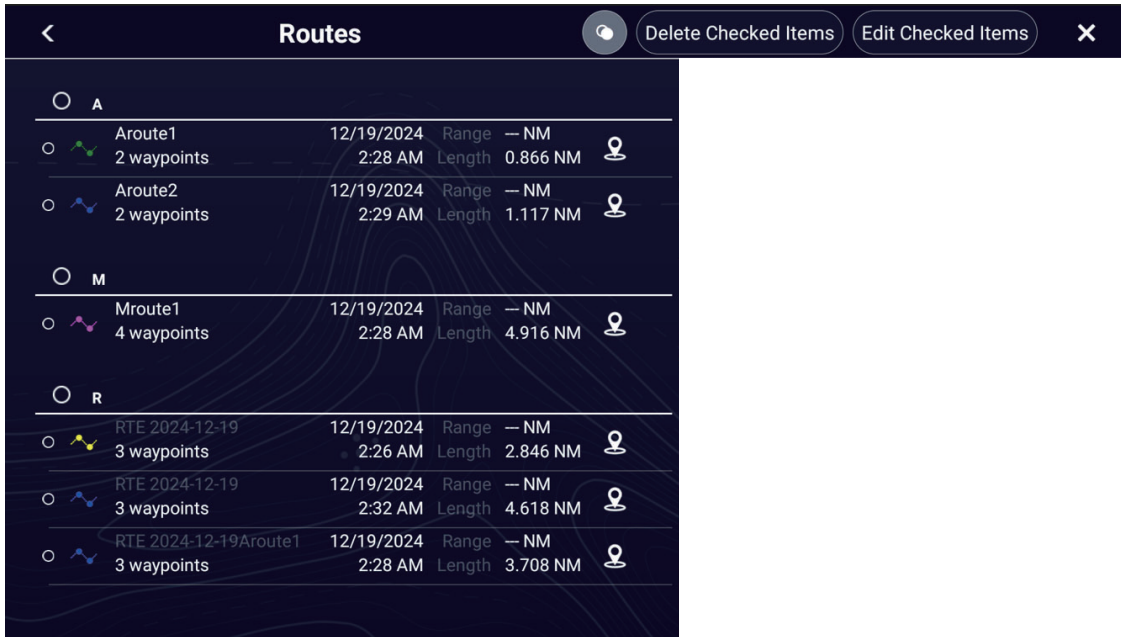 Routes Delete Checked Items Edit Checked Items
A
Aroute1 12/19/2024 Range --- NM
2 waypoints 2:28 AM Length 0.866 NM
Aroute2 12/19/2024 Range --- NM
2 waypoints 2:29 AM Length 1.117 NM
M
Mroute1 12/19/2024 Range --- NM
4 waypoints 2:28 AM Length 4.916 NM
R
RTE 2024-12-19 12/19/2024 Range --- NM
3 waypoints 2:26 AM Length 2.846 NM
RTE 2024-12-19 12/19/2024 Range --- NM
3 waypoints 2:32 AM Length 4.618 NM
RTE 2024-12-19Aroute1 12/19/2024 Range --- NM
3 waypoints 2:28 AM Length 3.708 NM